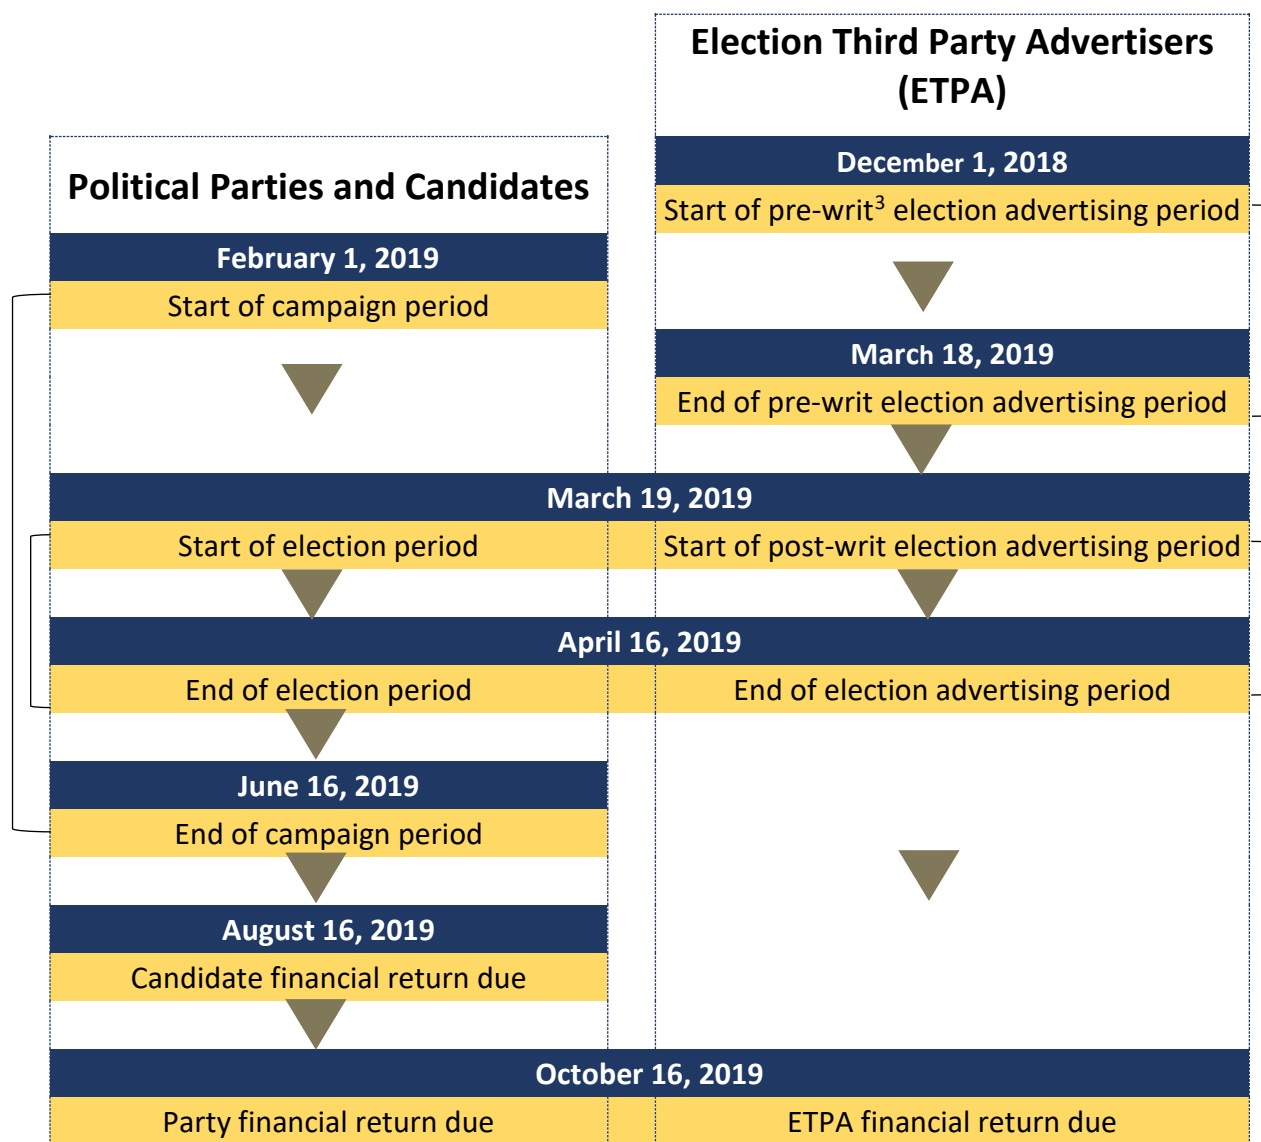 Election Third Party Advertisers
(ETPA)
December 1, 2018
Start of pre-writ³ election advertising period
Political Parties and Candidates
February 1, 2019
Start of campaign period
March 18, 2019
End of pre-writ election advertising period
March 19, 2019
Start of election period
Start of post-writ election advertising period
April 16, 2019
End of election period
End of election advertising period
June 16, 2019
End of campaign period
August 16, 2019
Candidate financial return due
October 16, 2019
Party financial return due
ETPA financial return due